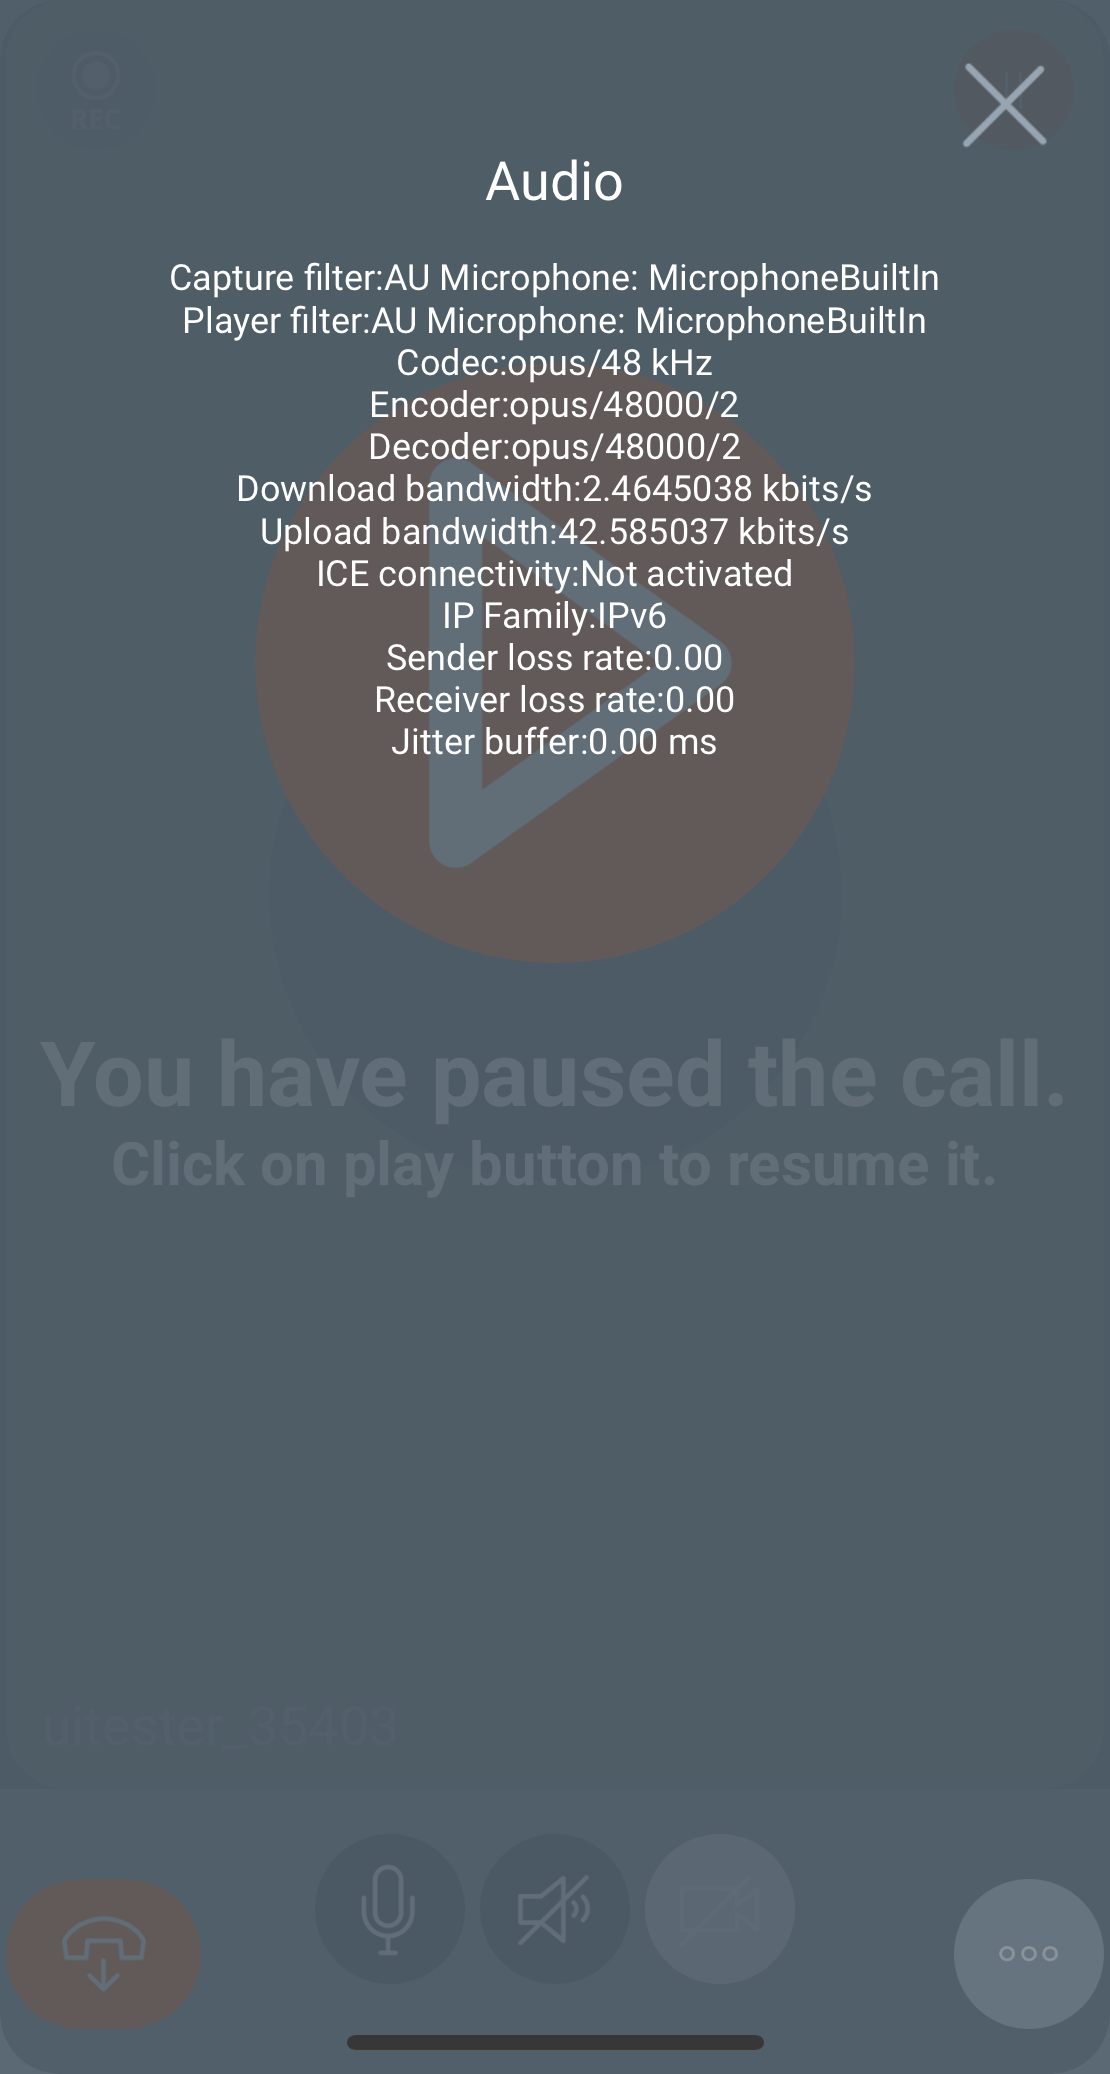 REC
Audio
Capture filter:AU Microphone: MicrophoneBuiltIn
Player filter:AU Microphone: MicrophoneBuiltIn
Codec:opus/48 kHz
Encoder:opus/48000/2
Decoder:opus/48000/2
Download bandwidth:2.4645038 kbits/s
Upload bandwidth:42.585037 kbits/s
ICE connectivity:Not activated
IP Family:IPv6
Sender loss rate:0.00
Receiver loss rate:0.00
Jitter buffer:0.00 ms
You have paused the call.
Click on play button to resume it.
uitester_35403